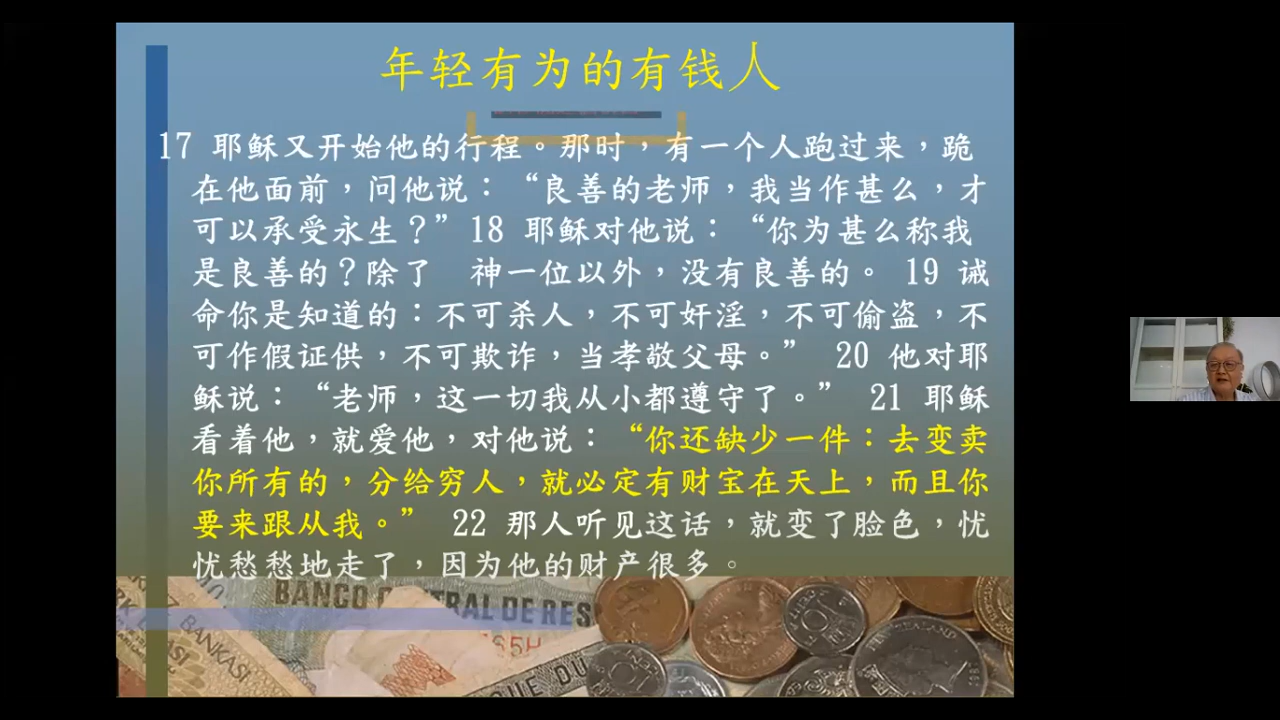 年轻有为的有钱人
17 耶稣又开始他的行程。那时，有一个人跑过来，跪
在他面前，问他说：“良善的老师，我当作甚么，才
可以承受永生？”18 耶稣对他说：“你为甚么称我
是良善的？除了　神一位以外，没有良善的。 19 诫
命你是知道的：不可杀人，不可奸淫，不可偷盗，不
可作假证供，不可欺诈，当孝敬父母。” 20 他对耶
稣说：“老师，这一切我从小都遵守了。” 21 耶稣
看着他，就爱他，对他说：“你还缺少一件：去变卖
你所有的，分给穷人，就必定有财宝在天上，而且你
要来跟从我。” 22 那人听见这话，就变了脸色，忧
忧愁愁地走了，因为他的财产很多。
BANCO C
TRAL DE RES
BANKASI
KASI
65H
QUE DU